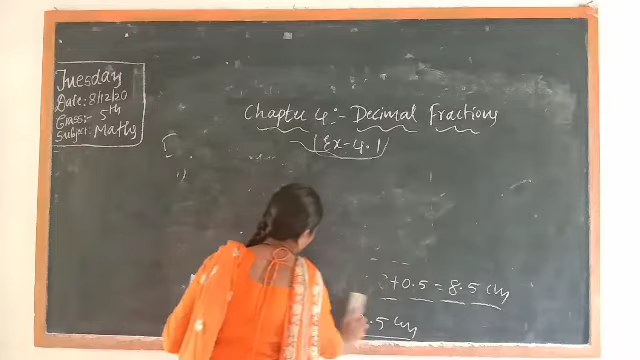 Tuesday
Date: 8/12/20
Class:- 5th
Subject: Maths
Chapter 4:- Decimal Fractions
[Ex-4.1]
+0.5 = 8.5 cm
.5 cm